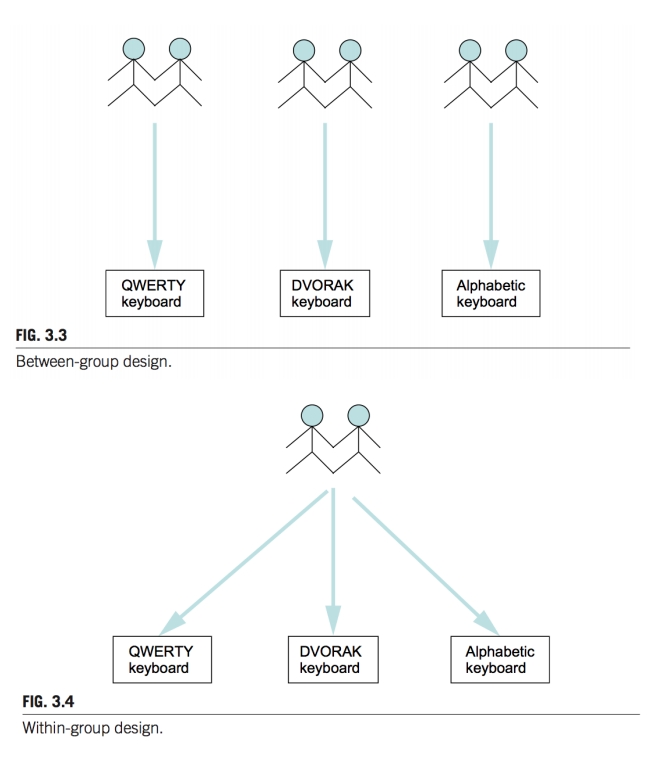 QWERTY
keyboard
DVORAK
keyboard
Alphabetic
keyboard
FIG. 3.3
Between-group design.
QWERTY
keyboard
DVORAK
keyboard
Alphabetic
keyboard
FIG. 3.4
Within-group design.